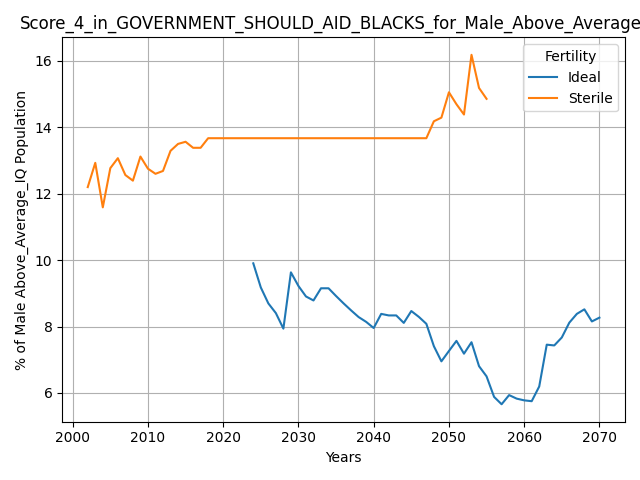 Score_4_in_GOVERNMENT_SHOULD_AID_BLACKS_for_Male_Above_Average
Fertility
Ideal
Sterile
% of Male Above_Average_IQ Population
16
14
12
10
8
6
2000 2010 2020 2030 2040 2050 2060 2070
Years